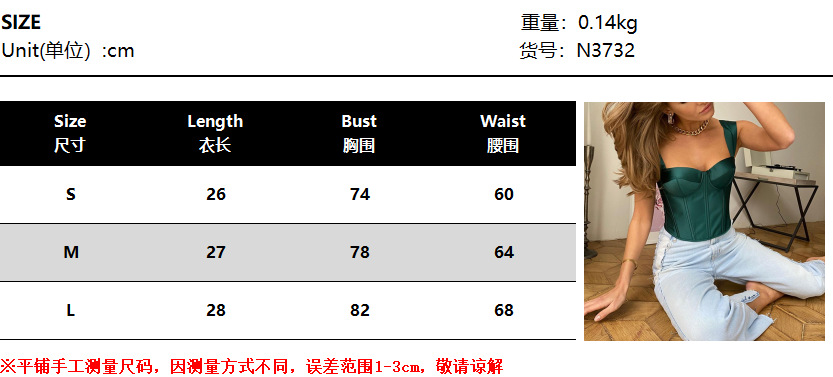 SIZE
重量：0.14kg
Unit(单位）:cm
货号：N3732
Size Length Bust Waist
尺寸 衣长 胸围 腰围
S 26 74 60
M 27 78 64
L 28 82 68
※平铺手工测量尺码，因测量方式不同，误差范围1-3cm，敬请谅解